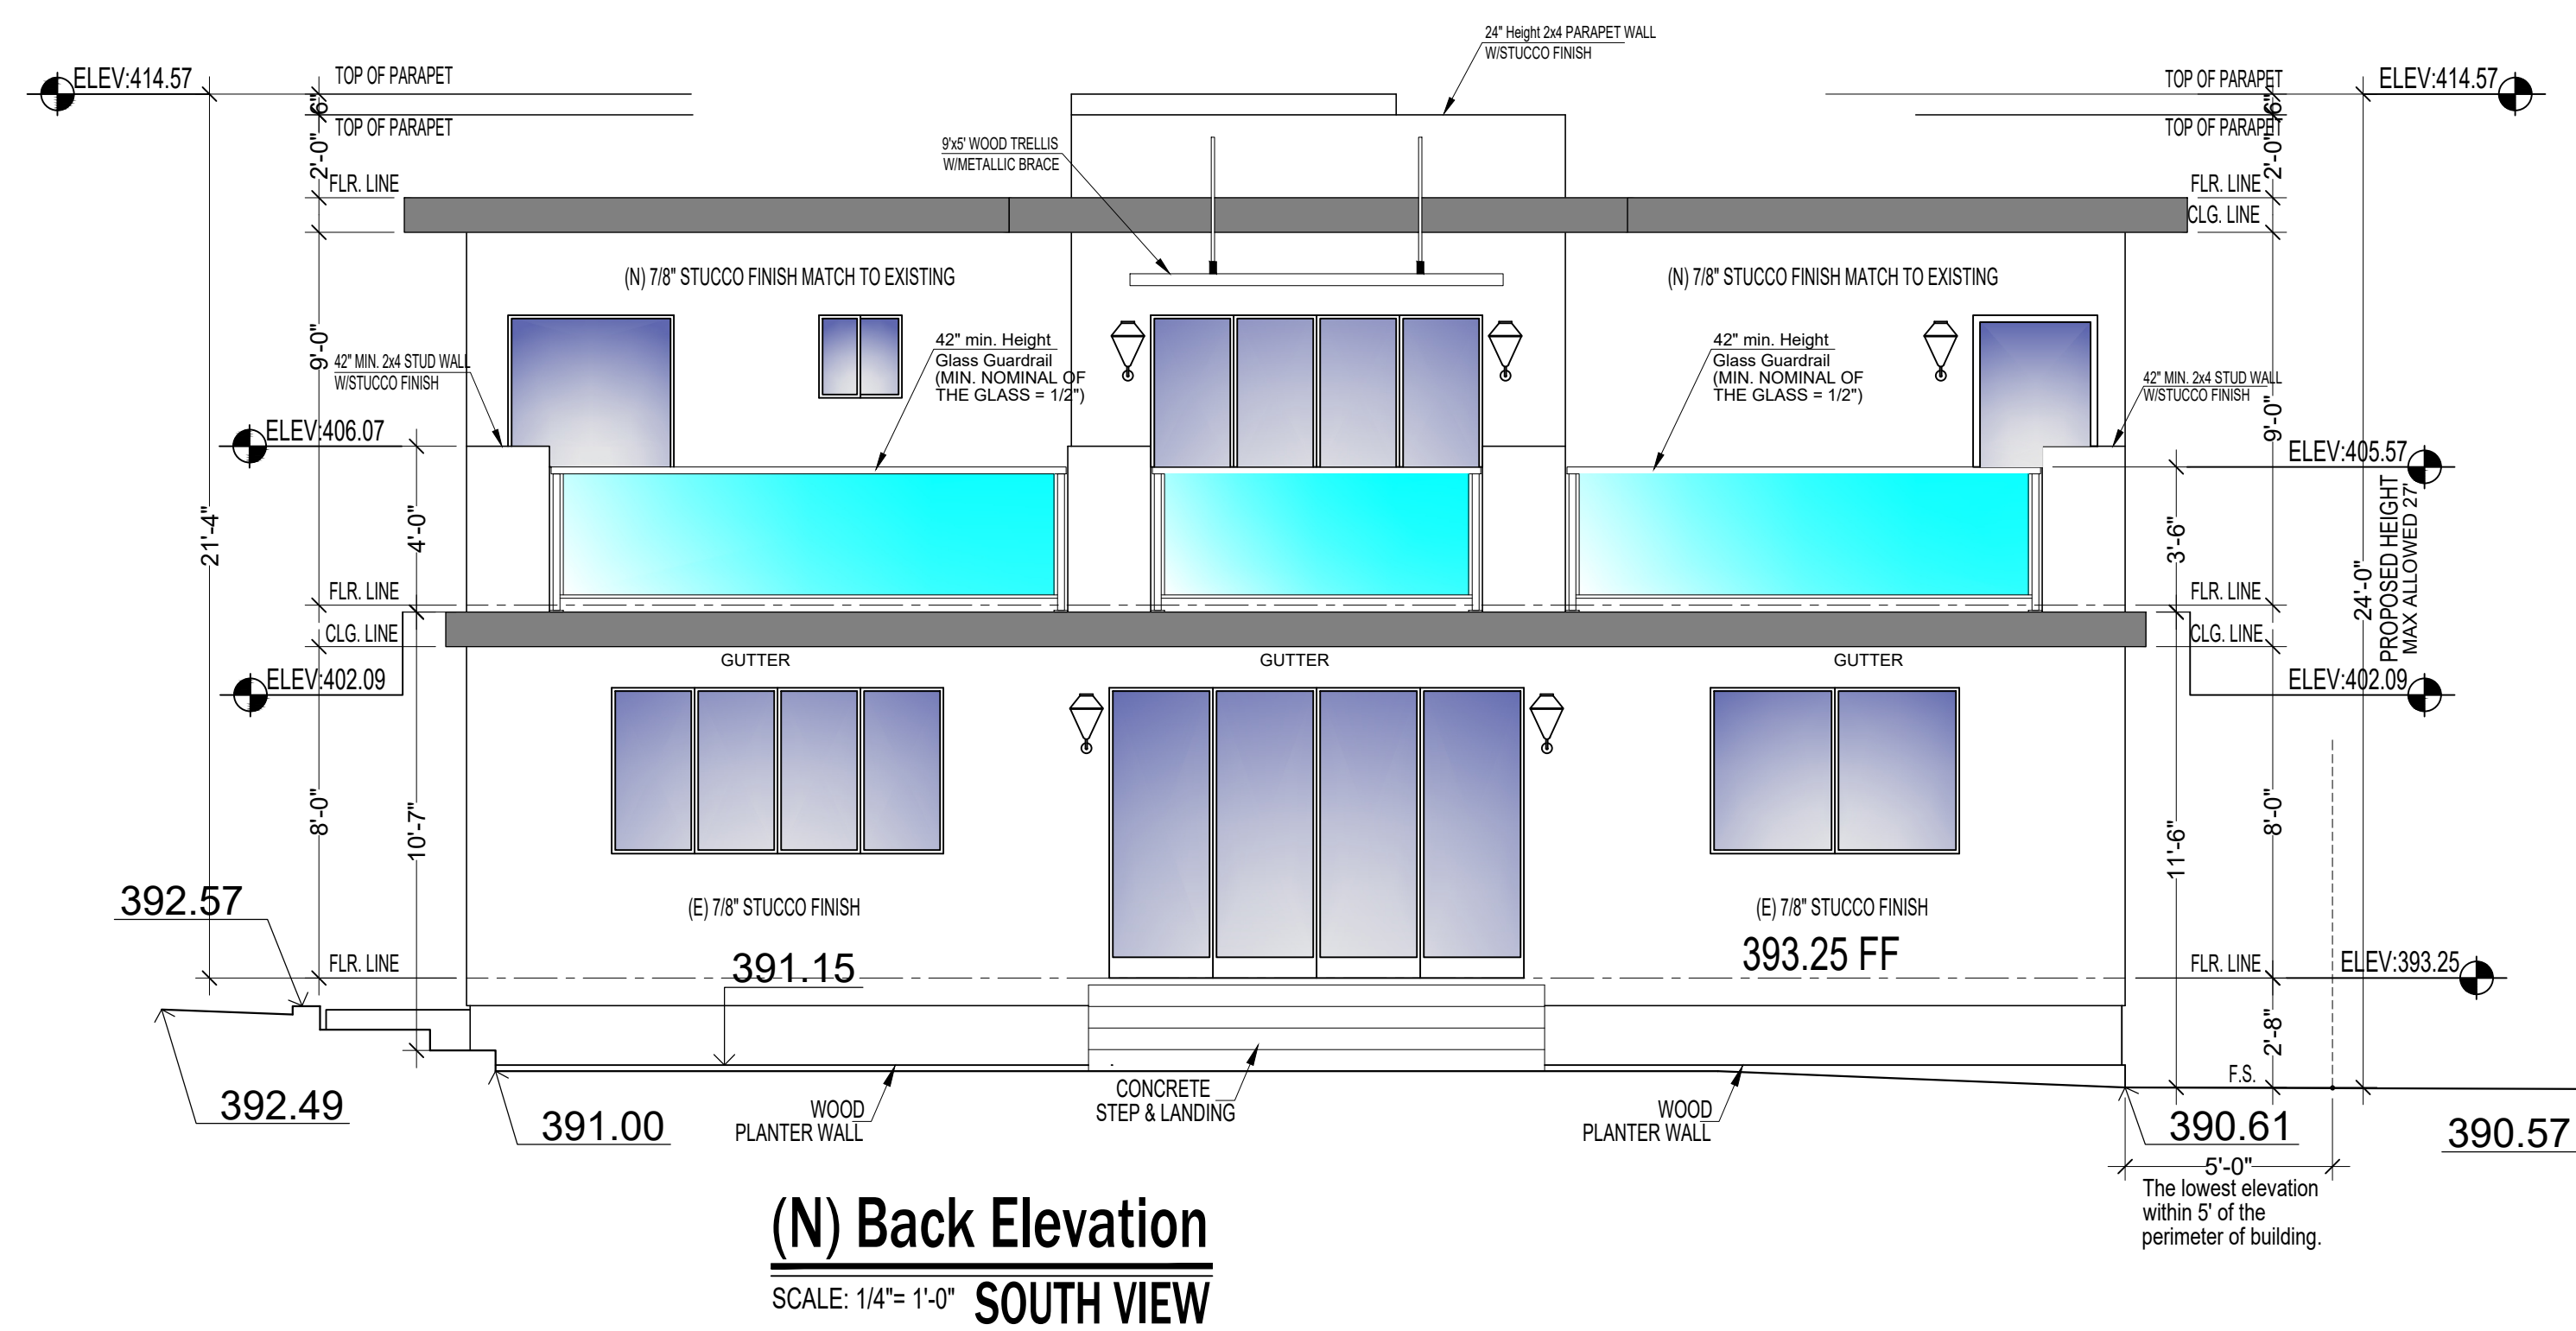 24" Height 2x4 PARAPET WALL
W/STUCCO FINISH
ELEV:414.57
TOP OF PARAPET
6"
TOP OF PARAPET
2'-0"
FLR. LINE
TOP OF PARAPET
6"
TOP OF PARAPET
ELEV:414.57
2'-0"
FLR. LINE
CLG. LINE
9'x5' WOOD TRELLIS
W/METALLIC BRACE
(N) 7/8" STUCCO FINISH MATCH TO EXISTING
(N) 7/8" STUCCO FINISH MATCH TO EXISTING
9'-0"
42" MIN. 2x4 STUD WALL
W/STUCCO FINISH
42" min. Height
Glass Guardrail
(MIN. NOMINAL OF
THE GLASS = 1/2")
42" min. Height
Glass Guardrail
(MIN. NOMINAL OF
THE GLASS = 1/2")
42" MIN. 2x4 STUD WALL
W/STUCCO FINISH
9'-0"
ELEV:406.07
ELEV:405.57
21'-4"
4'-0"
3'-6"
24'-0"
PROPOSED HEIGHT
MAX ALLOWED 27'
FLR. LINE
FLR. LINE
CLG. LINE
CLG. LINE
GUTTER
GUTTER
GUTTER
ELEV:402.09
ELEV:402.09
8'-0"
10'-7"
11'-6"
8'-0"
392.57
(E) 7/8" STUCCO FINISH
(E) 7/8" STUCCO FINISH
FLR. LINE
391.15
393.25 FF
FLR. LINE
ELEV:393.25
2'-8"
F.S.
392.49
391.00
WOOD
PLANTER WALL
CONCRETE
STEP & LANDING
WOOD
PLANTER WALL
390.61
390.57
5'-0"
The lowest elevation
within 5' of the
perimeter of building.
(N) Back Elevation
SCALE: 1/4"= 1'-0" SOUTH VIEW